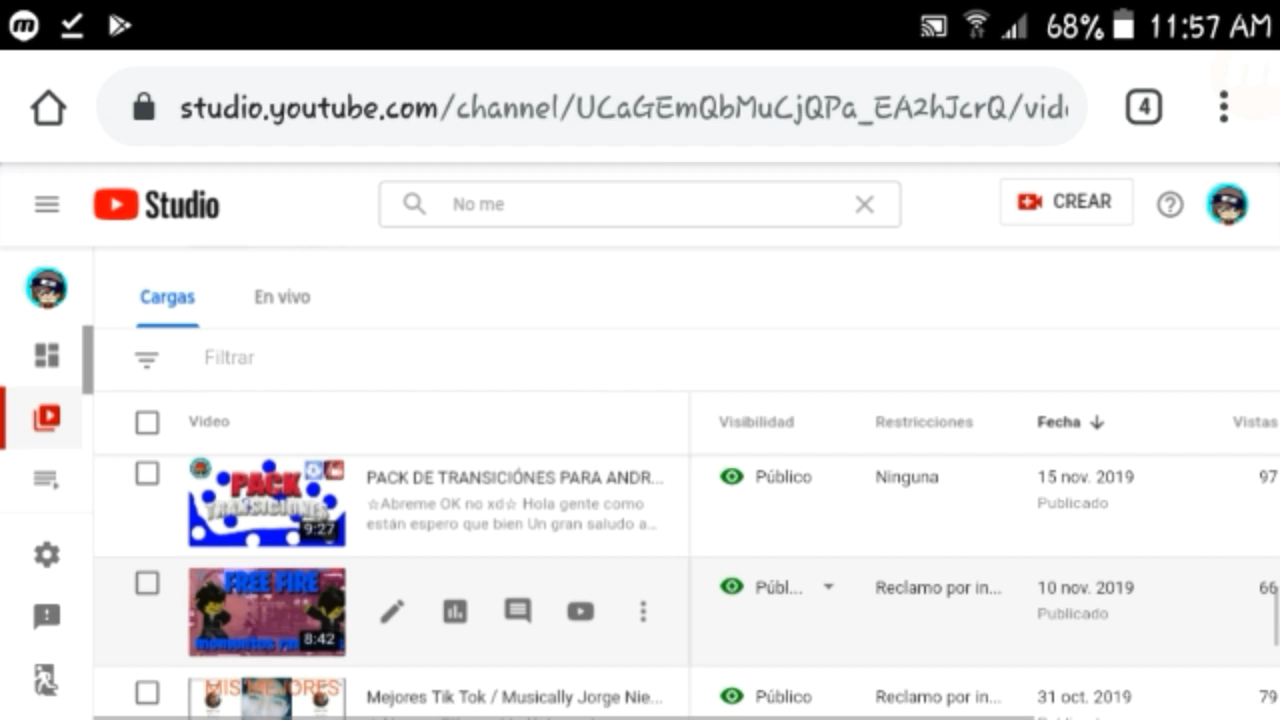 68% 11:57 AM
studio.youtube.com/channel/UCaGEmQbMuCjQPa_EA2hJcrQ/vid
4
Studio
No me
CREAR
Cargas
En vivo
Filtrar
Video
Visibilidad
Restricciones
Fecha
Vistas
PACK
TRANSICIONES
9:27
PACK DE TRANSICIÓNES PARA ANDR...
☆Abreme OK no xd☆ Hola gente como
están espero que bien Un gran saludo a...
Público
Ninguna
15 nov. 2019
Publicado
97
FREE FIRE
momentos
8:42
Públ...
Reclamo por in...
10 nov. 2019
Publicado
66
MIS MEJORES
Mejores Tik Tok / Musically Jorge Nie...
Público
Reclamo por in...
31 oct. 2019
79